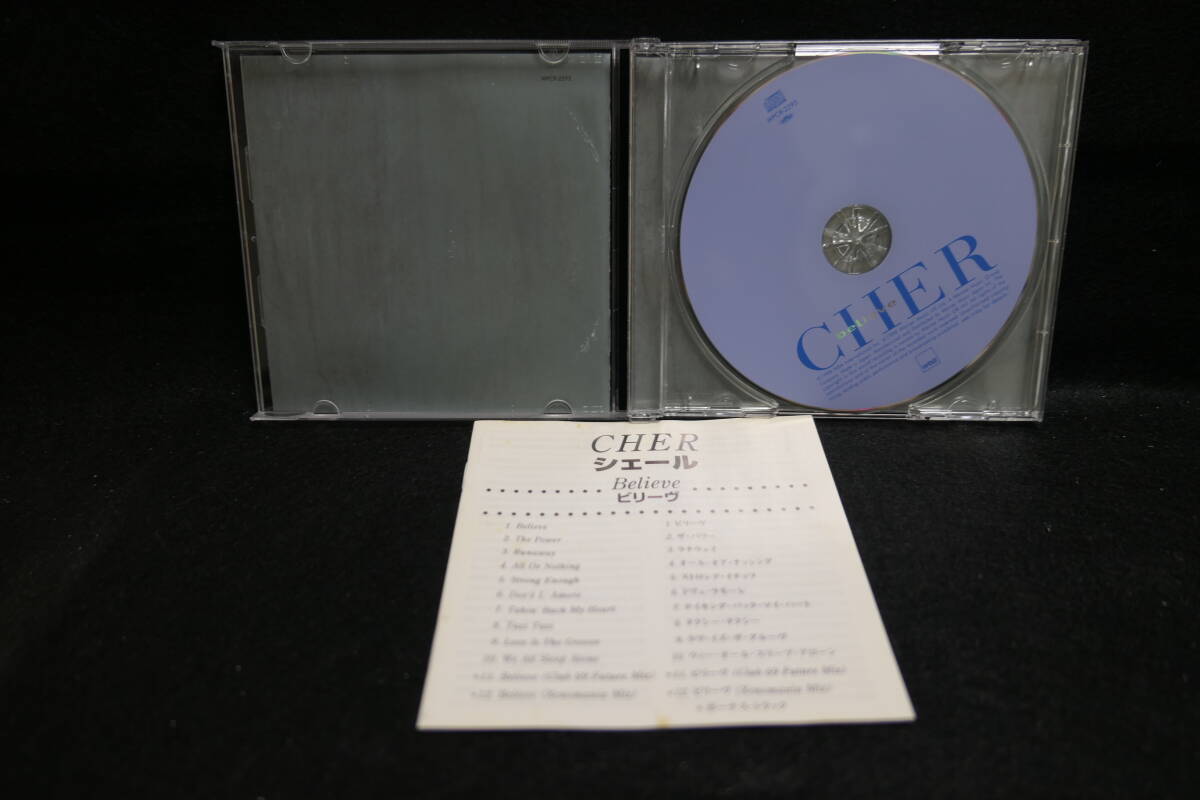 WPCR-2293
WPCR-2293
CHER
believe
CHER
シェール
Believe
ビリーヴ
1. Believe
2. The Power
3. Runaway
4. All Or Nothing
5. Strong Enough
6. Dov'è L' Amore
7. Takin' Back My Heart
8. Taxi Taxi
9. Love Is The Groove
10. We All Sleep Alone
+11. Believe (Club 69 Future Mix)
+12. Believe (Xenomania Mix)
1. ビリーヴ
2. ザ・パワー
3. ラナウェイ
4. オール・オア・ナッシング
5. ストロング・イナフ
6. ドヴェ・ラモーレ
7. テイキング・バック・マイ・ハート
8. タクシー・タクシー
9. ラヴ・イズ・ザ・グルーヴ
10. ウィ・オール・スリープ・アローン
+11. ビリーヴ (Club 69 Future Mix)
+12. ビリーヴ (Xenomania Mix)
+ボーナス・トラック